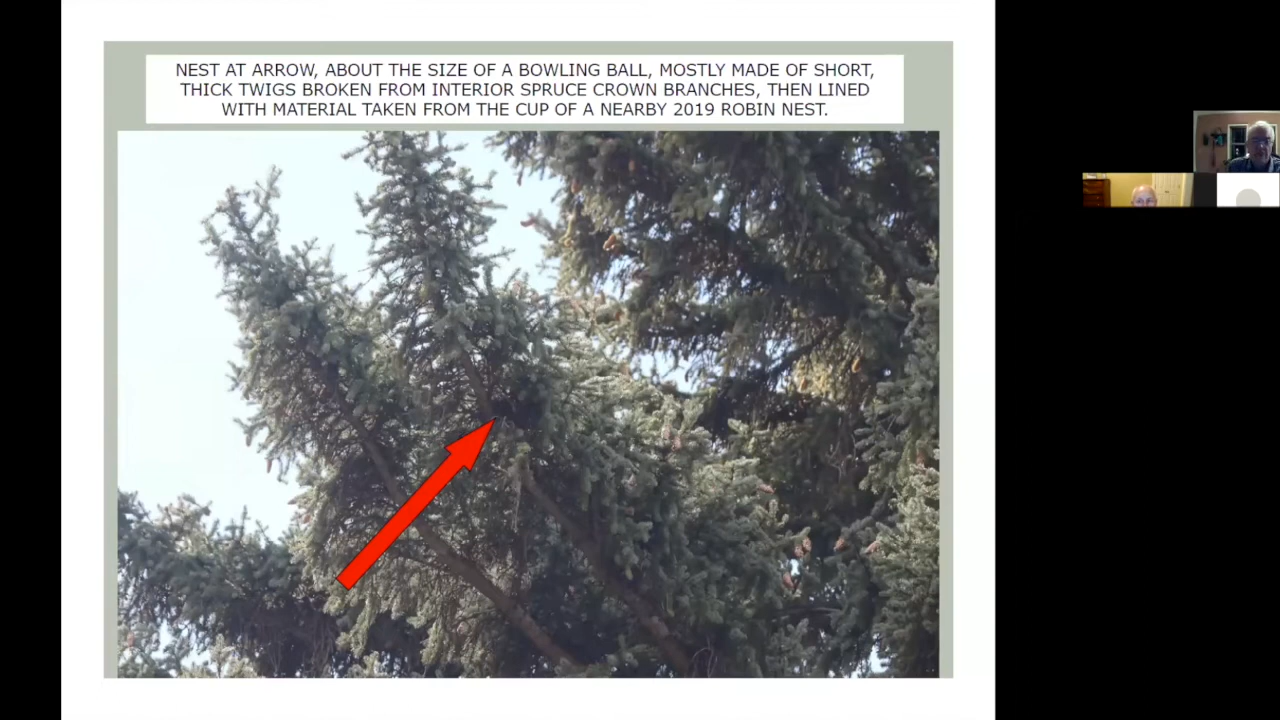 NEST AT ARROW, ABOUT THE SIZE OF A BOWLING BALL, MOSTLY MADE OF SHORT,
THICK TWIGS BROKEN FROM INTERIOR SPRUCE CROWN BRANCHES, THEN LINED
WITH MATERIAL TAKEN FROM THE CUP OF A NEARBY 2019 ROBIN NEST.